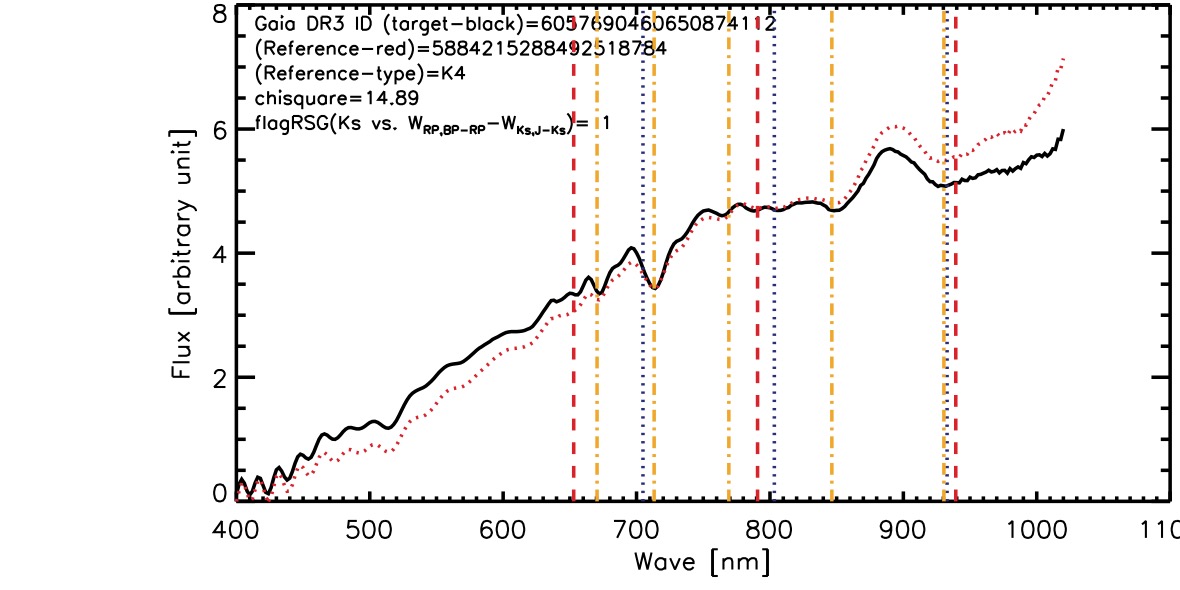 8
Gaia DR3 ID (target-black)=6057690460650874112
(Reference-red)=5884215288492518784
(Reference-type)=K4
chisquare=14.89
flagRSG(Ks vs. W_RP,BP-RP-W_Ks,J-Ks)= 1
6
4
2
0
Flux [arbitrary unit]
400 500 600 700 800 900 1000 110
Wave [nm]